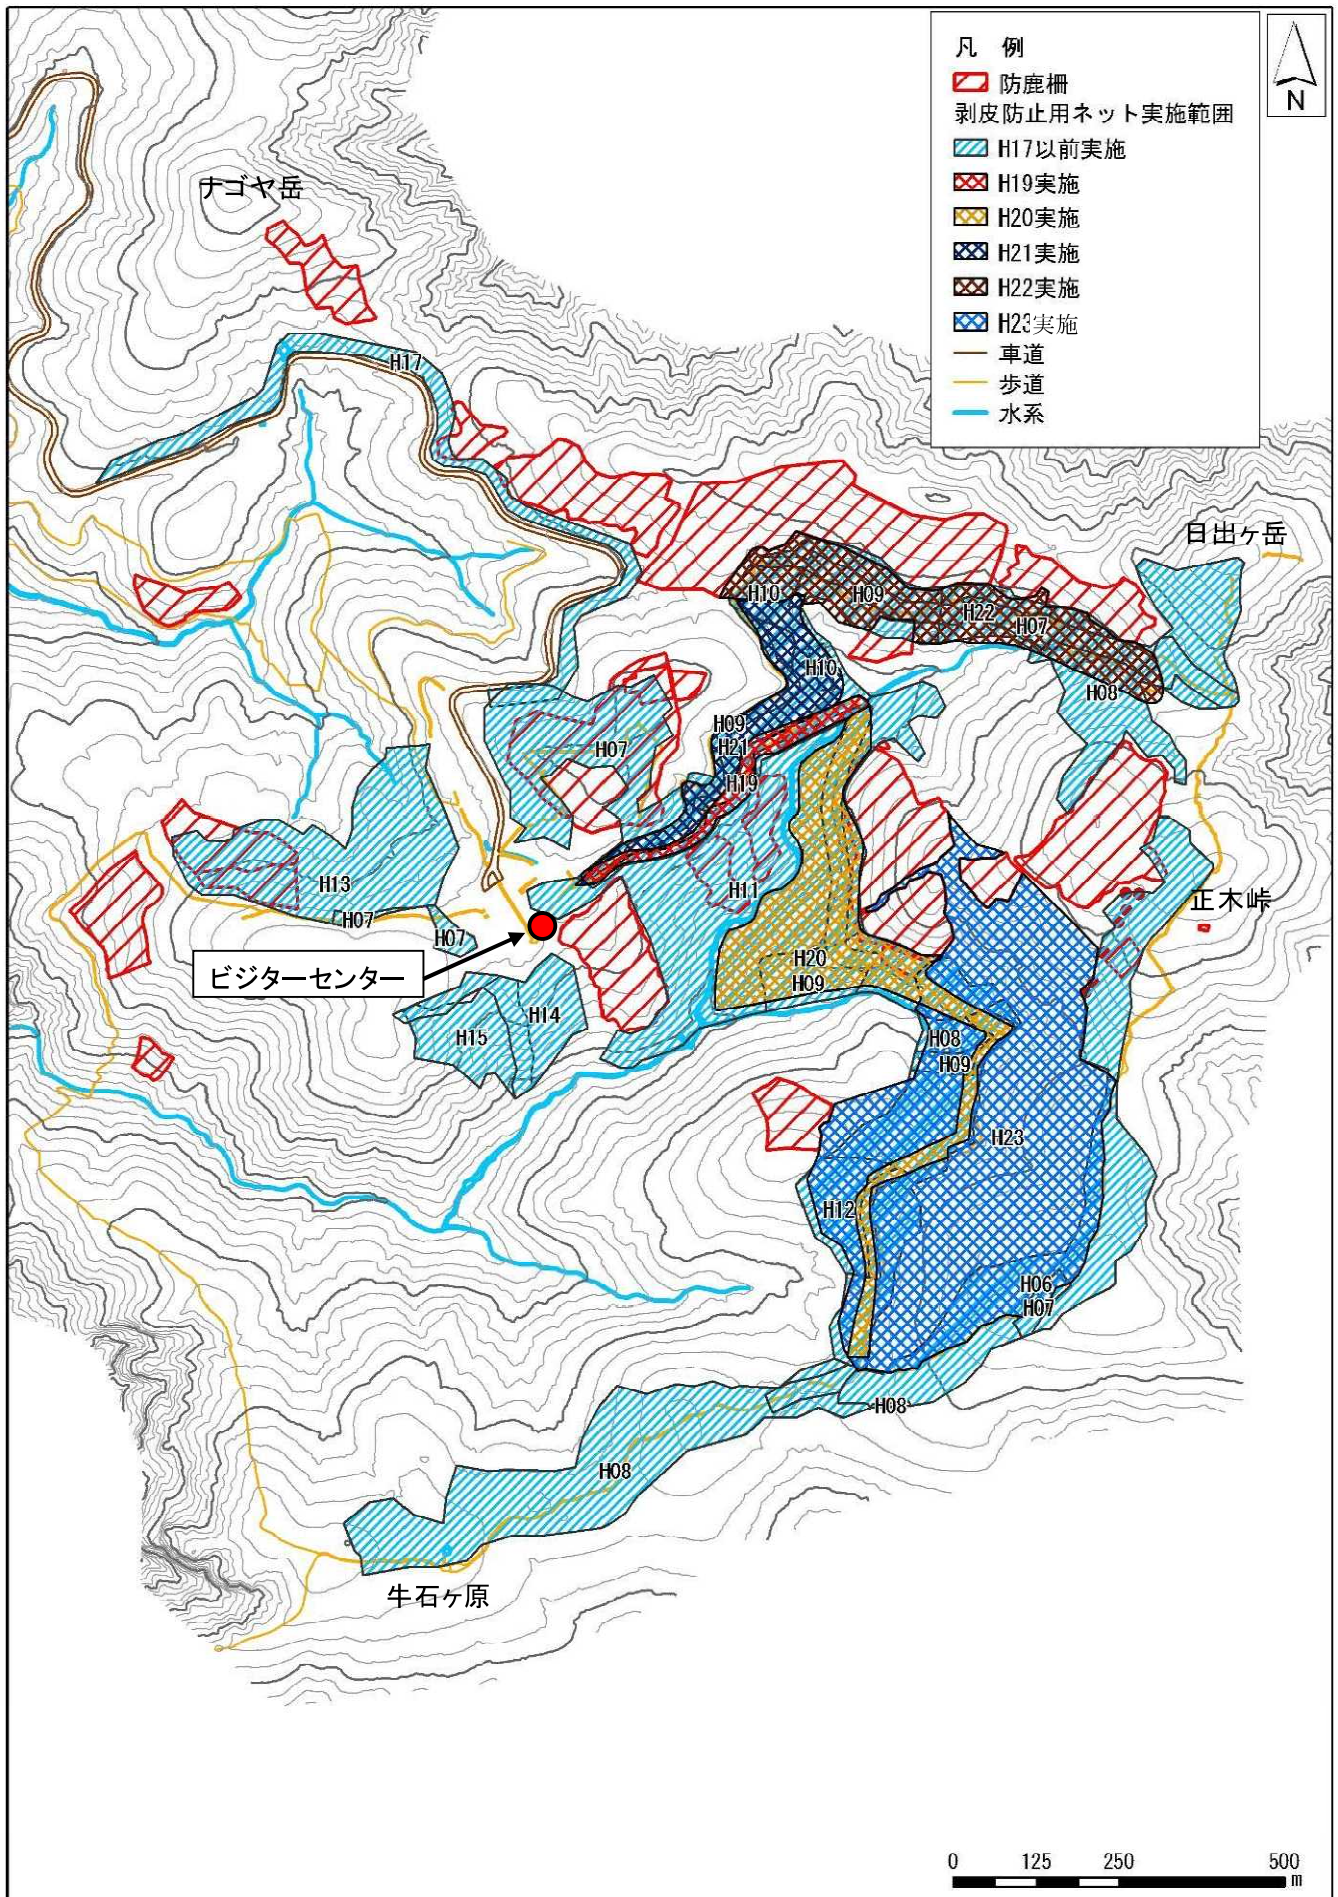 凡 例
防鹿柵
剥皮防止用ネット実施範囲
H17以前実施
H19実施
H20実施
H21実施
H22実施
H23実施
車道
歩道
水系
N
ナゴヤ岳
H17
日出ヶ岳
H10
H09
H22
H07
H10
H08
H09
H21
H07
H19
H13
H11
H07
H07
正木峠
ビジターセンター
H20
H09
H14
H15
H08
H09
H23
H12
H06
H07
H08
H08
牛石ヶ原
0 125 250 500
m